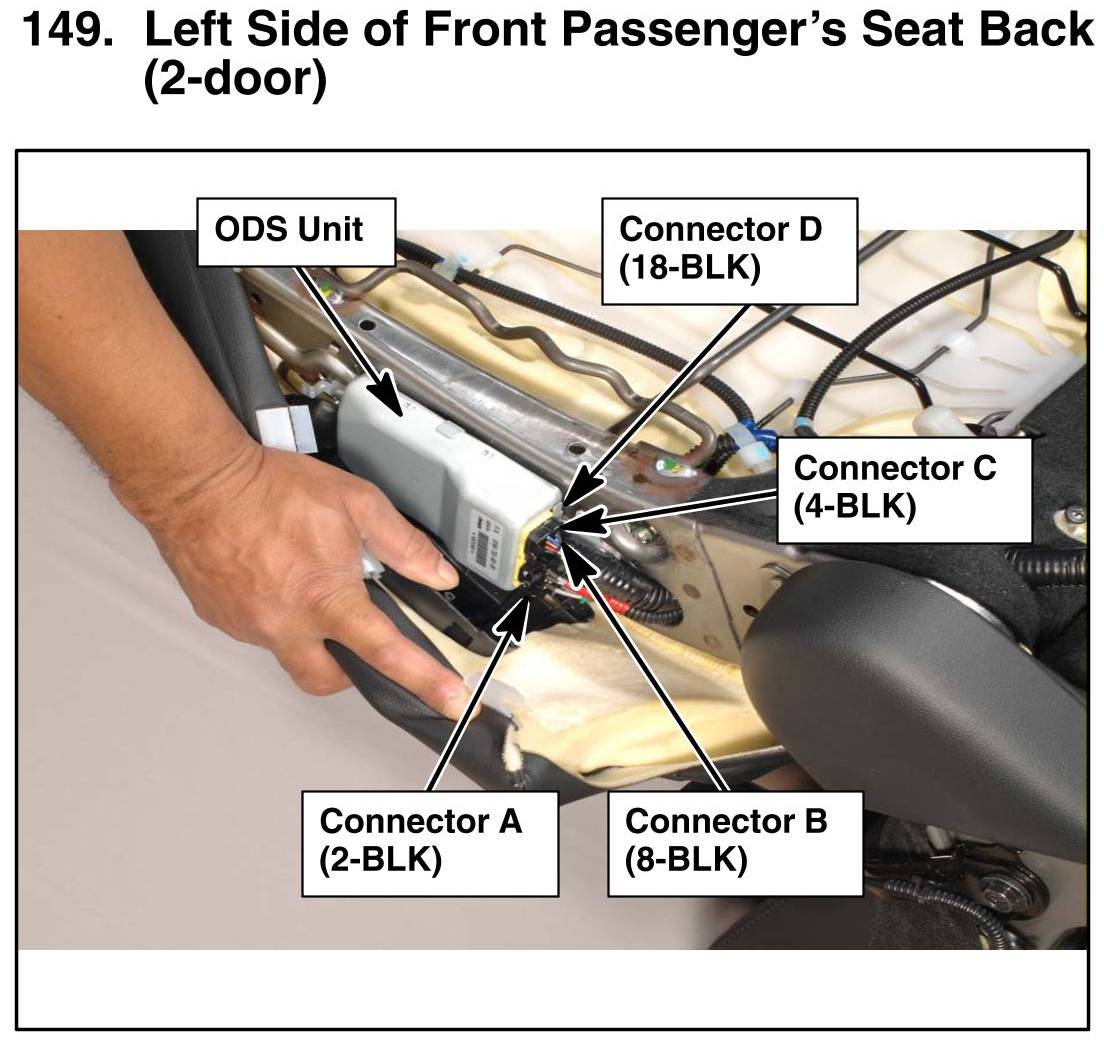 149. Left Side of Front Passenger’s Seat Back
(2-door)
ODS Unit
Connector D
(18-BLK)
Connector C
(4-BLK)
Connector A
(2-BLK)
Connector B
(8-BLK)